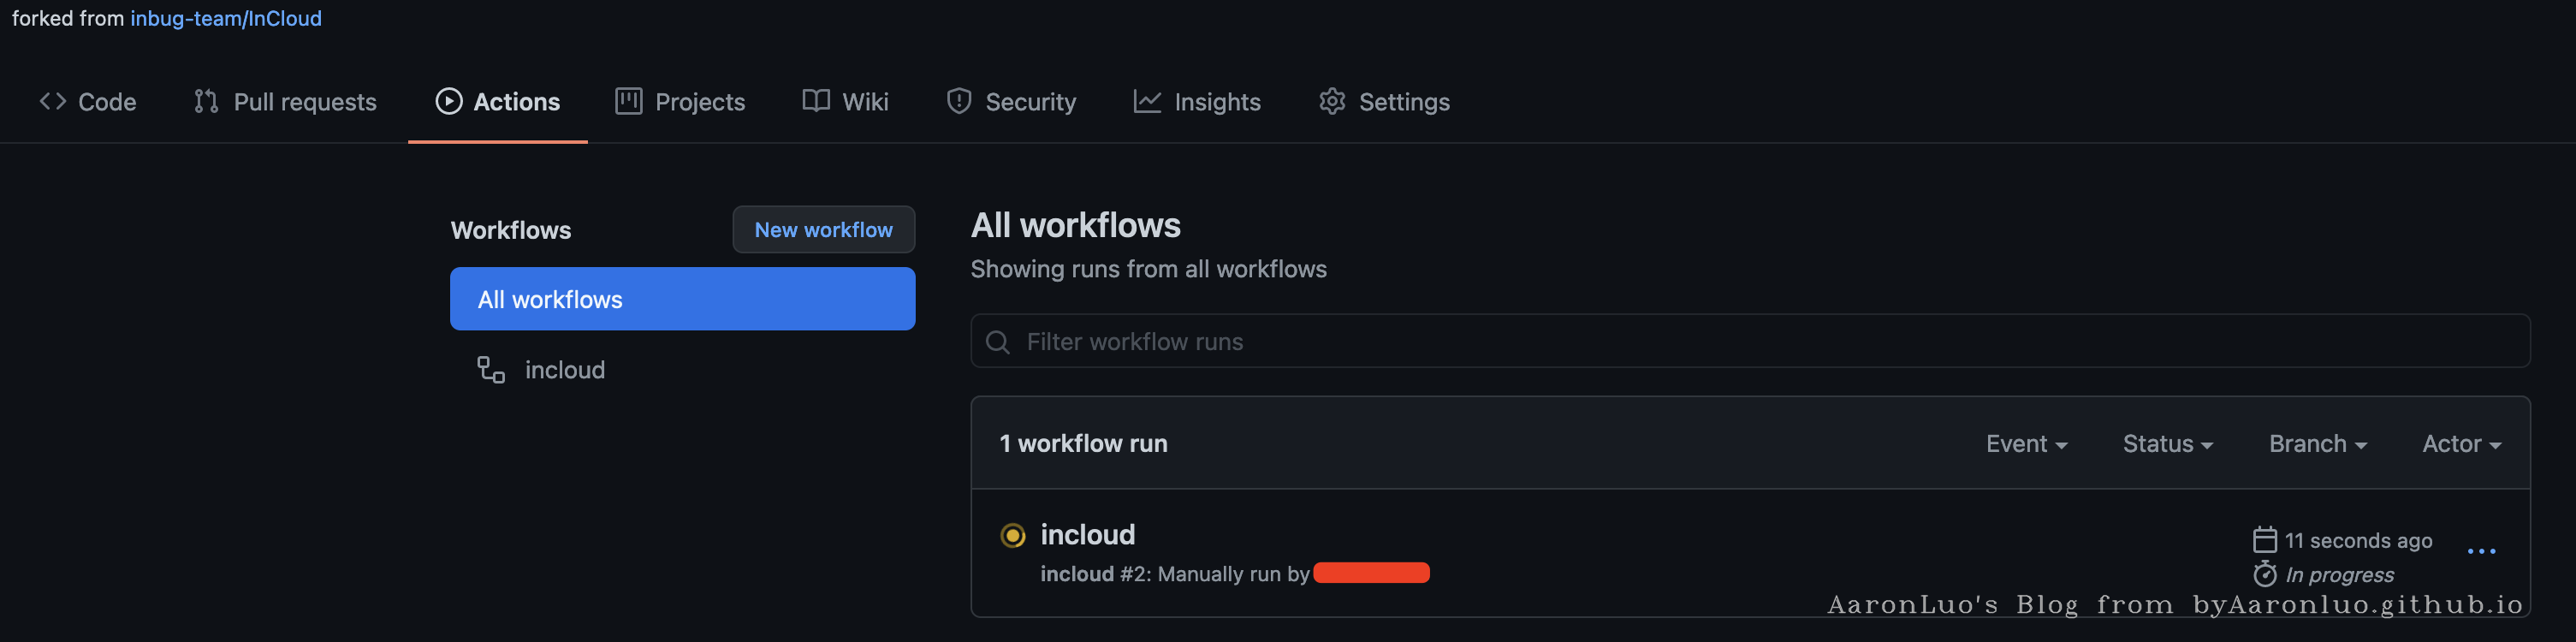 forked from inbug-team/InCloud
Code Pull requests Actions Projects Wiki Security Insights Settings
Workflows New workflow
All workflows
incloud
All workflows
Showing runs from all workflows
Filter workflow runs
1 workflow run Event Status Branch Actor
incloud
incloud #2: Manually run by
11 seconds ago
In progress
AaronLuo's Blog from byAaronluo.github.io